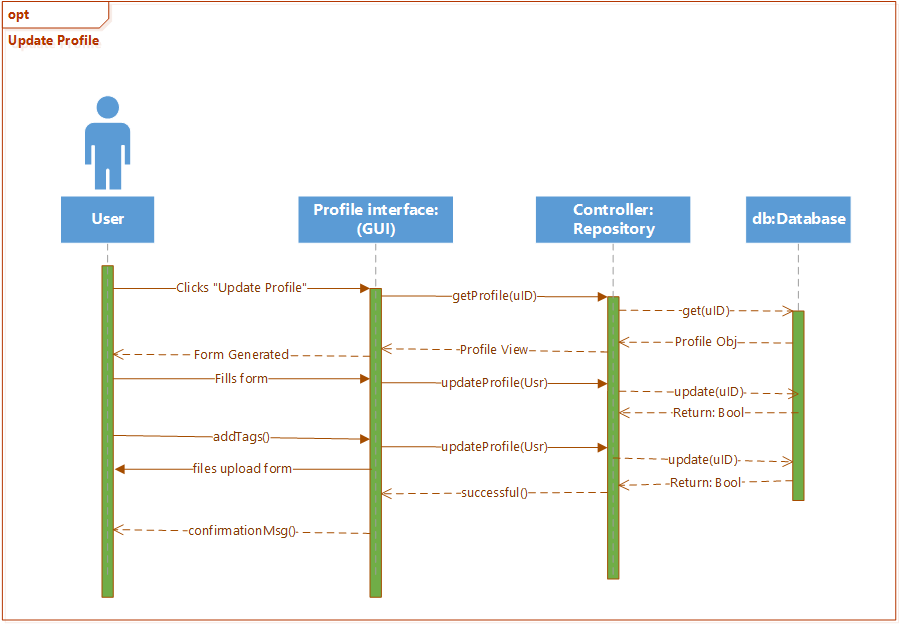 opt
Update Profile
User
Profile interface:
(GUI)
Controller:
Repository
db:Database
Clicks "Update Profile"
getProfile(uID)
get(uID)
Profile Obj
Profile View
Form Generated
Fills form
updateProfile(Usr)
update(uID)
Return: Bool
addTags()
updateProfile(Usr)
update(uID)
files upload form
Return: Bool
successful()
confirmationMsg()